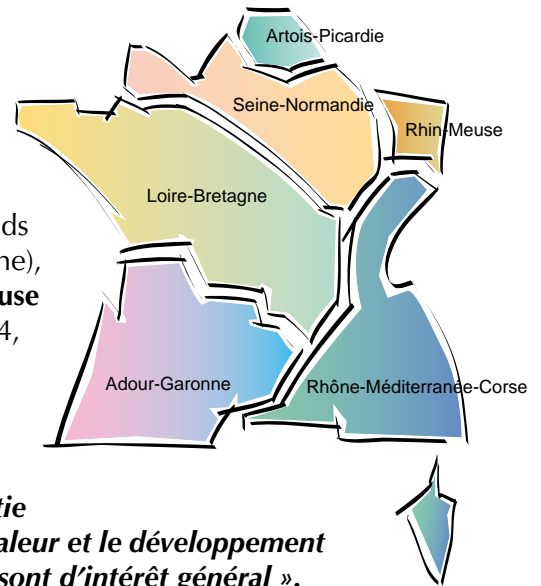 Artois-Picardie
Seine-Normandie
Rhin-Meuse
Loire-Bretagne
ds
ne),
use
4,
Adour-Garonne
Rhône-Méditerranée-Corse
tie
aleur et le développement
sont d'intérêt général ».